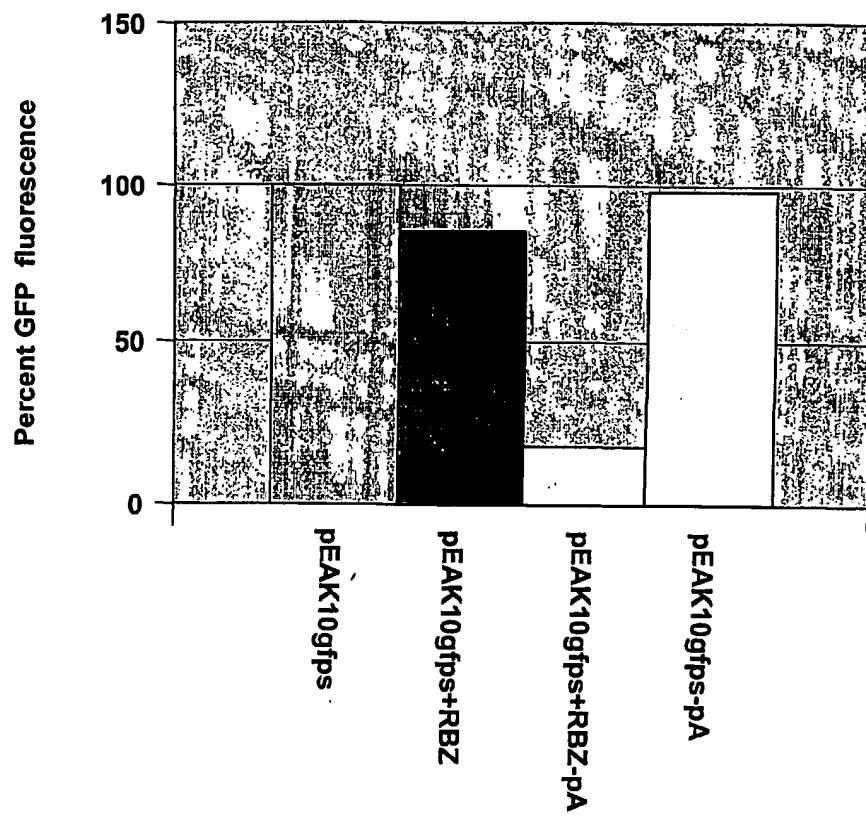 Percent GFP fluorescence
150
100
50
0
pEAK10gfps
pEAK10gfps+RBZ
pEAK10gfps+RBZ-pA
pEAK10gfps-pA